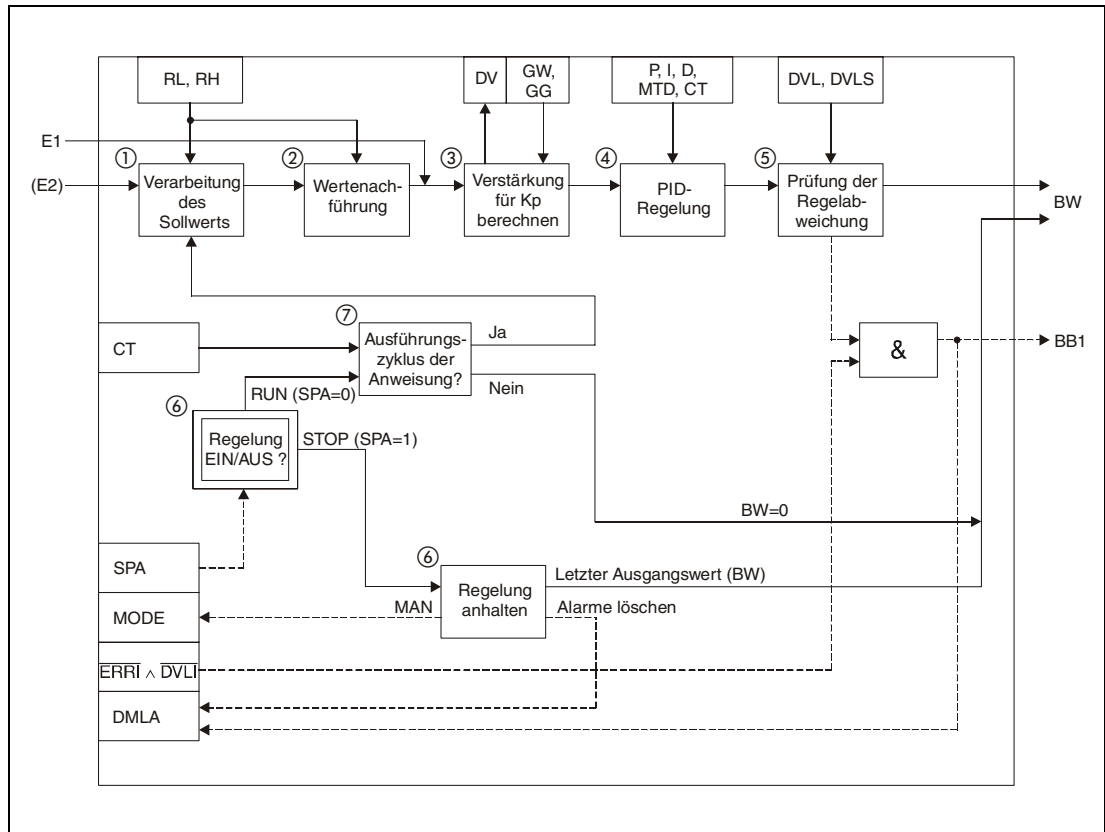 RL, RH
DV
GW,
GG
P, I, D,
MTD, CT
DVL, DVLS
E1
(E2)
①
Verarbeitung
des
Sollwerts
②
Wertenach-
führung
③
Verstärkung
für Kp
berechnen
④
PID-
Regelung
⑤
Prüfung der
Regelab-
weichung
BW
CT
⑦
Ausführungs-
zyklus der
Anweisung?
Ja
Nein
&
BB1
RUN (SPA=0)
⑥
Regelung
EIN/AUS ?
STOP (SPA=1)
BW=0
SPA
⑥
Regelung
anhalten
Letzter Ausgangswert (BW)
MAN
Alarme löschen
MODE
E̅R̅R̅I̅ ∧ D̅V̅L̅I̅
DMLA